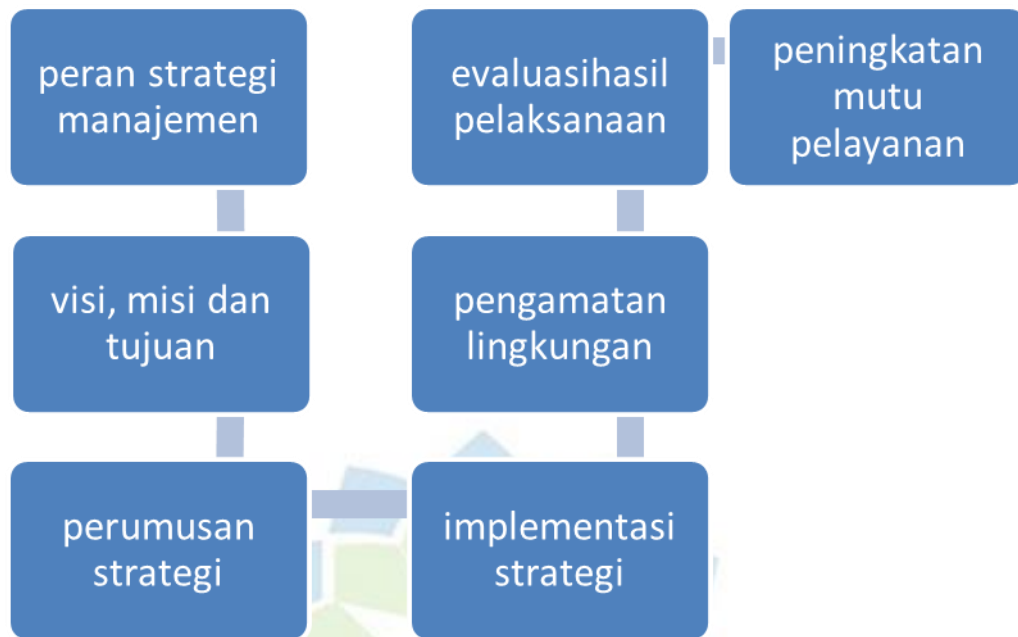 peran strategi
manajemen
visi, misi dan
tujuan
perumusan
strategi
implementasi
strategi
pengamatan
lingkungan
evaluasihasil
pelaksanaan
peningkatan
mutu
pelayanan